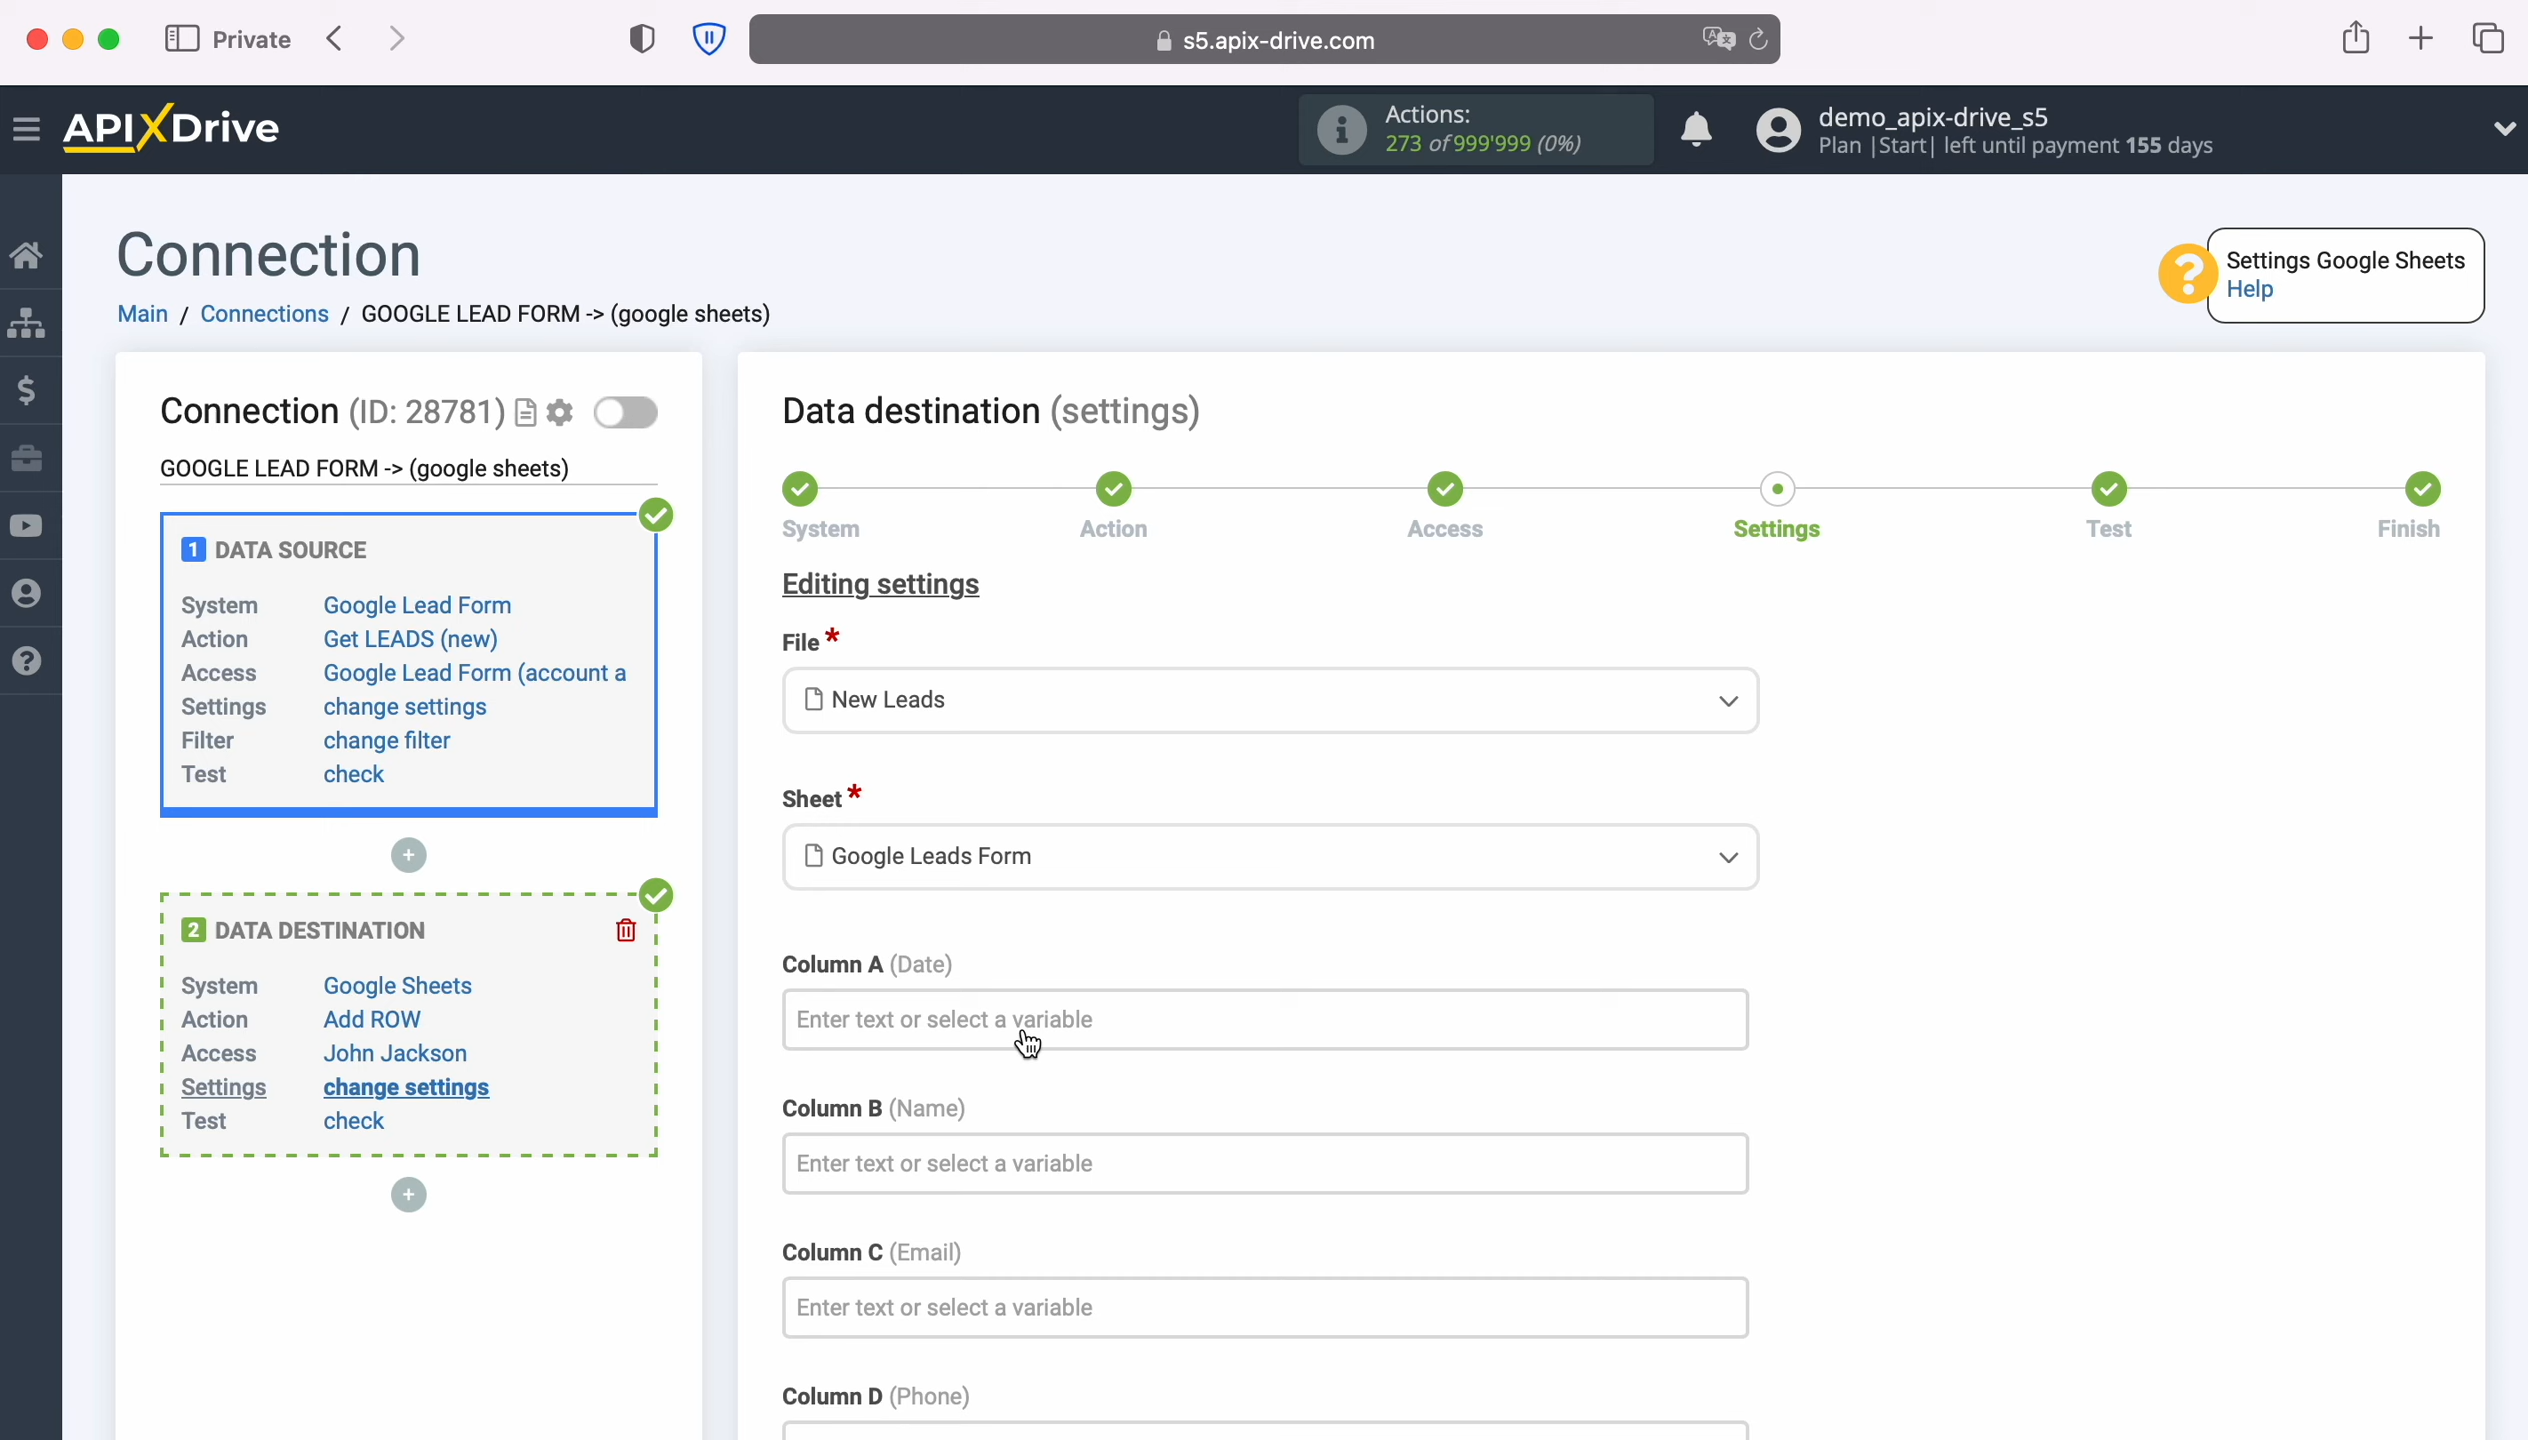 Private
s5.apix-drive.com
APIXDrive
Actions:
273 of 999'999 (0%)
demo_apix-drive_s5
Plan |Start| left until payment 155 days
Connection
Main / Connections / GOOGLE LEAD FORM -> (google sheets)
Settings Google Sheets
Help
Connection (ID: 28781)
GOOGLE LEAD FORM -> (google sheets)
1 DATA SOURCE
System Google Lead Form
Action Get LEADS (new)
Access Google Lead Form (account a
Settings change settings
Filter change filter
Test check
2 DATA DESTINATION
System Google Sheets
Action Add ROW
Access John Jackson
Settings change settings
Test check
Data destination (settings)
System Action Access Settings Test Finish
Editing settings
File *
New Leads
Sheet *
Google Leads Form
Column A (Date)
Enter text or select a variable
Column B (Name)
Enter text or select a variable
Column C (Email)
Enter text or select a variable
Column D (Phone)